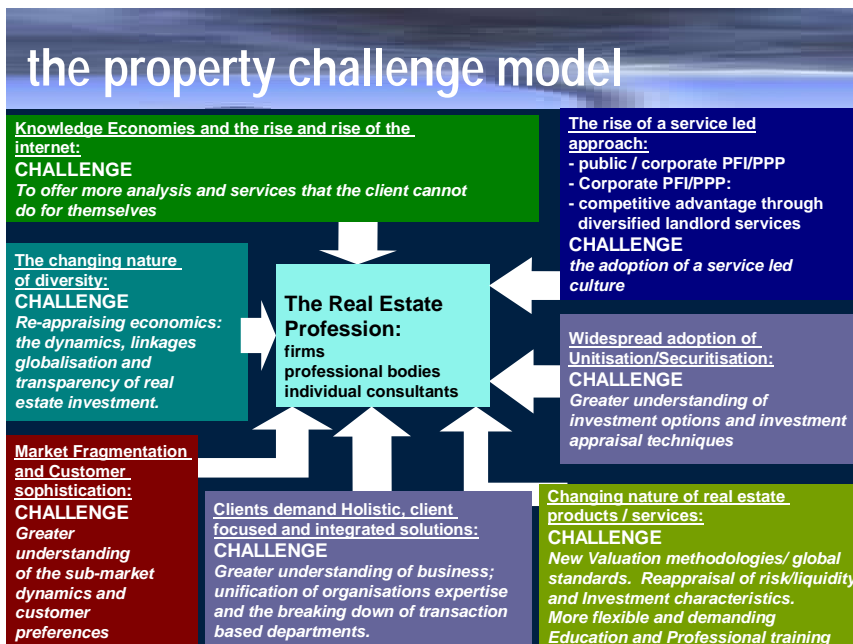 the property challenge model
Knowledge Economies and the rise and rise of the
internet:
CHALLENGE
To offer more analysis and services that the client cannot
do for themselves
The rise of a service led
approach:
- public / corporate PFI/PPP
- Corporate PFI/PPP:
- competitive advantage through
diversified landlord services
CHALLENGE
the adoption of a service led
culture
The changing nature
of diversity:
CHALLENGE
Re-appraising economics:
the dynamics, linkages
globalisation and
transparency of real
estate investment.
The Real Estate
Profession:
firms
professional bodies
individual consultants
Widespread adoption of
Unitisation/Securitisation:
CHALLENGE
Greater understanding of
investment options and investment
appraisal techniques
Market Fragmentation
and Customer
sophistication:
CHALLENGE
Greater
understanding
of the sub-market
dynamics and
customer
preferences
Clients demand Holistic, client
focused and integrated solutions:
CHALLENGE
Greater understanding of business;
unification of organisations expertise
and the breaking down of transaction
based departments.
Changing nature of real estate
products / services:
CHALLENGE
New Valuation methodologies/ global
standards. Reappraisal of risk/liquidity
and Investment characteristics.
More flexible and demanding
Education and Professional training